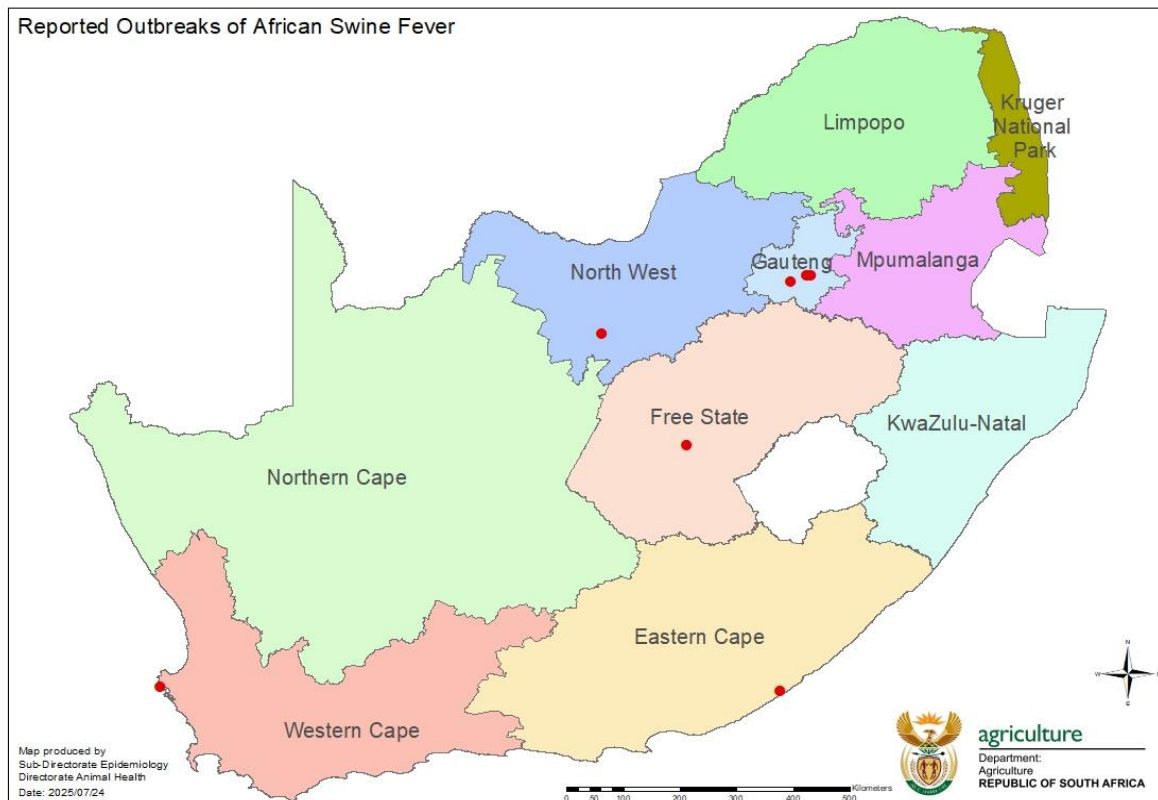 Reported Outbreaks of African Swine Fever
Limpopo
Kruger
National
Park
North West
Gauteng
Mpumalanga
Free State
KwaZulu-Natal
Northern Cape
Eastern Cape
Western Cape
N
W
S
Map produced by
Sub-Directorate Epidemiology
Directorate Animal Health
Date: 2025/07/24
Kilometers
0 50 100 200 300 400 500
agriculture
Department:
Agriculture
REPUBLIC OF SOUTH AFRICA